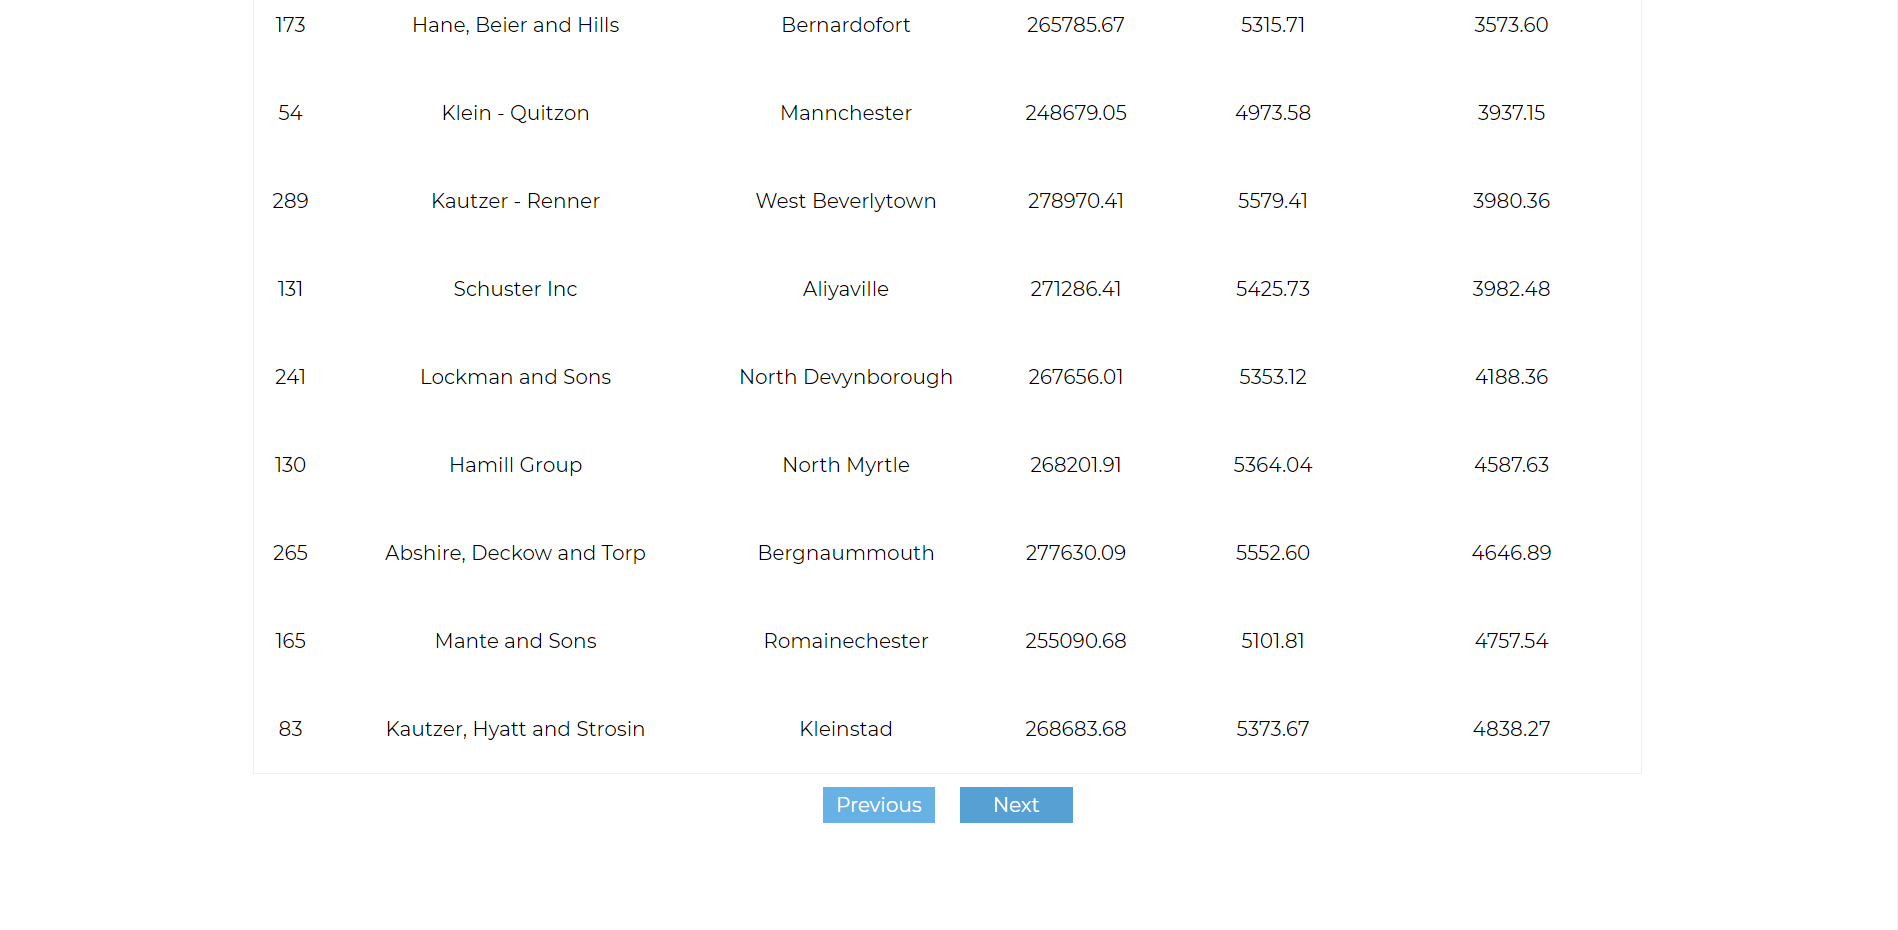 173 Hane, Beier and Hills Bernardofort 265785.67 5315.71 3573.60
54 Klein - Quitzon Mannchester 248679.05 4973.58 3937.15
289 Kautzer - Renner West Beverlytown 278970.41 5579.41 3980.36
131 Schuster Inc Aliyaville 271286.41 5425.73 3982.48
241 Lockman and Sons North Devynborough 267656.01 5353.12 4188.36
130 Hamill Group North Myrtle 268201.91 5364.04 4587.63
265 Abshire, Deckow and Torp Bergnaummouth 277630.09 5552.60 4646.89
165 Mante and Sons Romainechester 255090.68 5101.81 4757.54
83 Kautzer, Hyatt and Strosin Kleinstad 268683.68 5373.67 4838.27
Previous Next